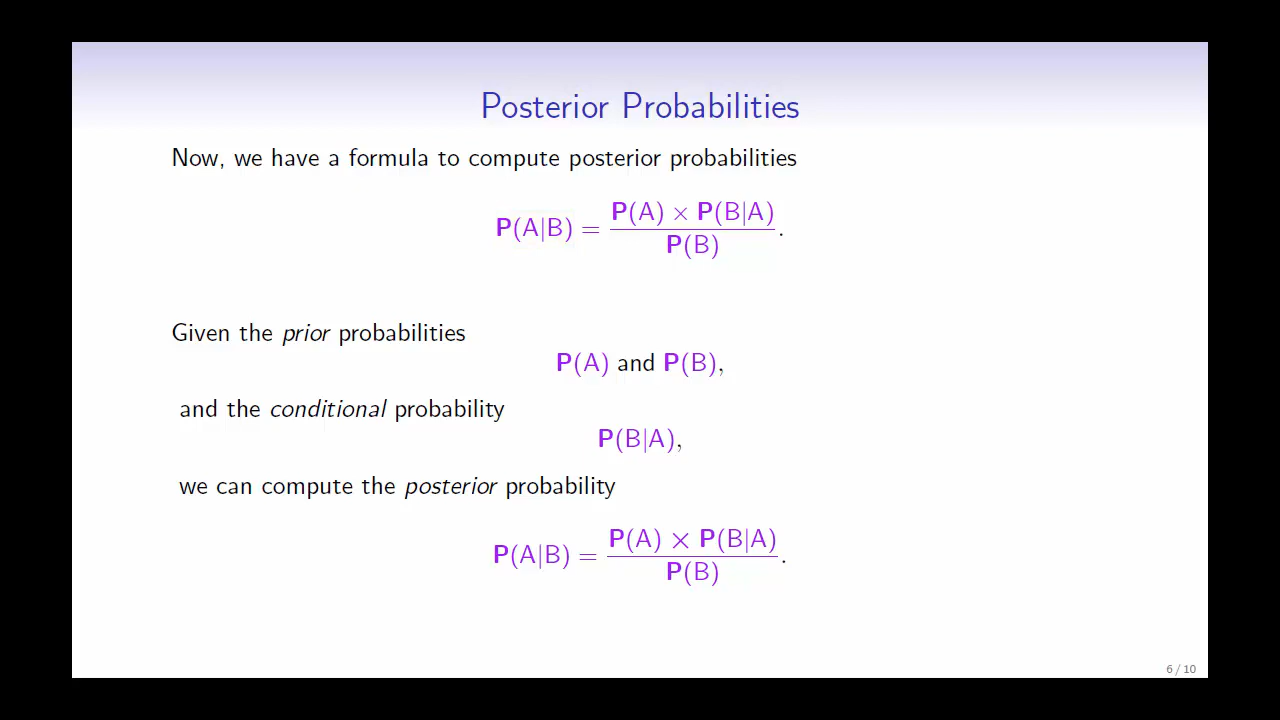 Posterior Probabilities
Now, we have a formula to compute posterior probabilities
P(A|B) = P(A) × P(B|A) / P(B).
Given the prior probabilities
P(A) and P(B),
and the conditional probability
P(B|A),
we can compute the posterior probability
P(A|B) = P(A) × P(B|A) / P(B).
6 / 10